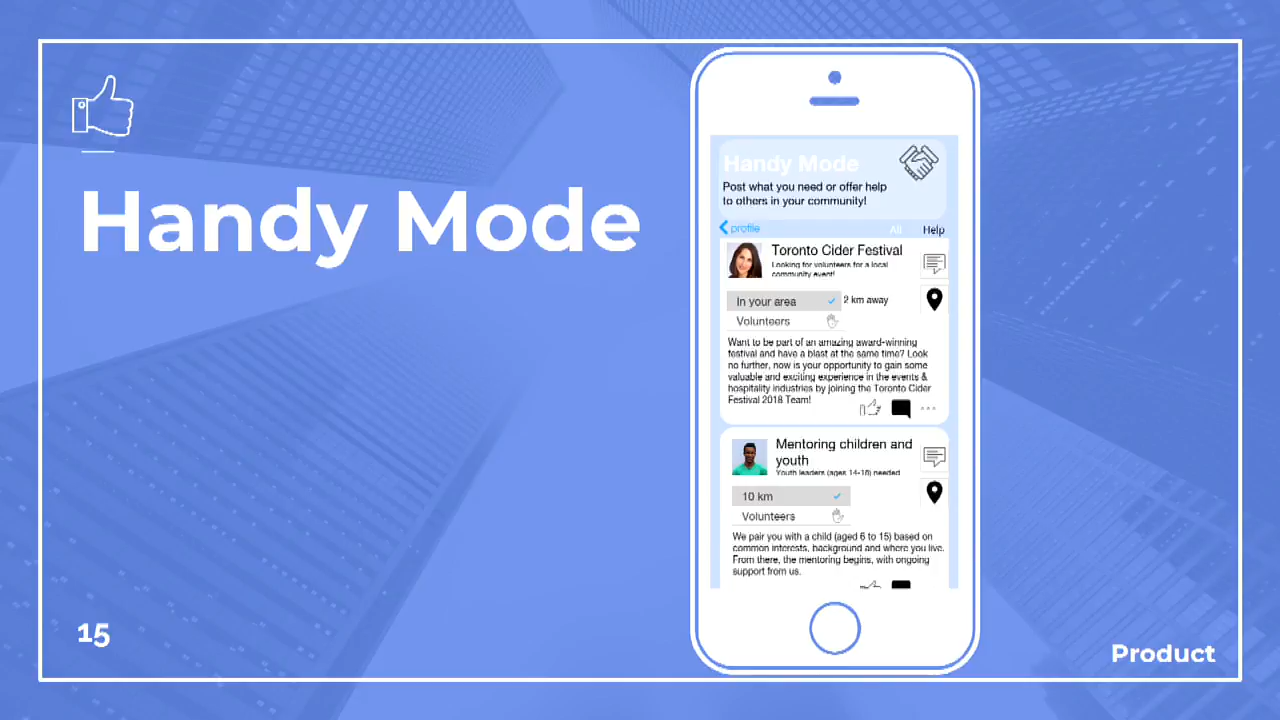 Handy Mode
15
Handy Mode
Post what you need or offer help
to others in your community!
profile
All
Help
Toronto Cider Festival
Looking for volunteers for a local
community event!
In your area
2 km away
Volunteers
Want to be part of an amazing award-winning
festival and have a blast at the same time? Look
no further, now is your opportunity to gain some
valuable and exciting experience in the events &
hospitality industries by joining the Toronto Cider
Festival 2018 Team!
Mentoring children and
youth
Youth leaders (ages 14-18) needed
10 km
Volunteers
We pair you with a child (aged 6 to 15) based on
common interests, background and where you live.
From there, the mentoring begins, with ongoing
support from us.
Product